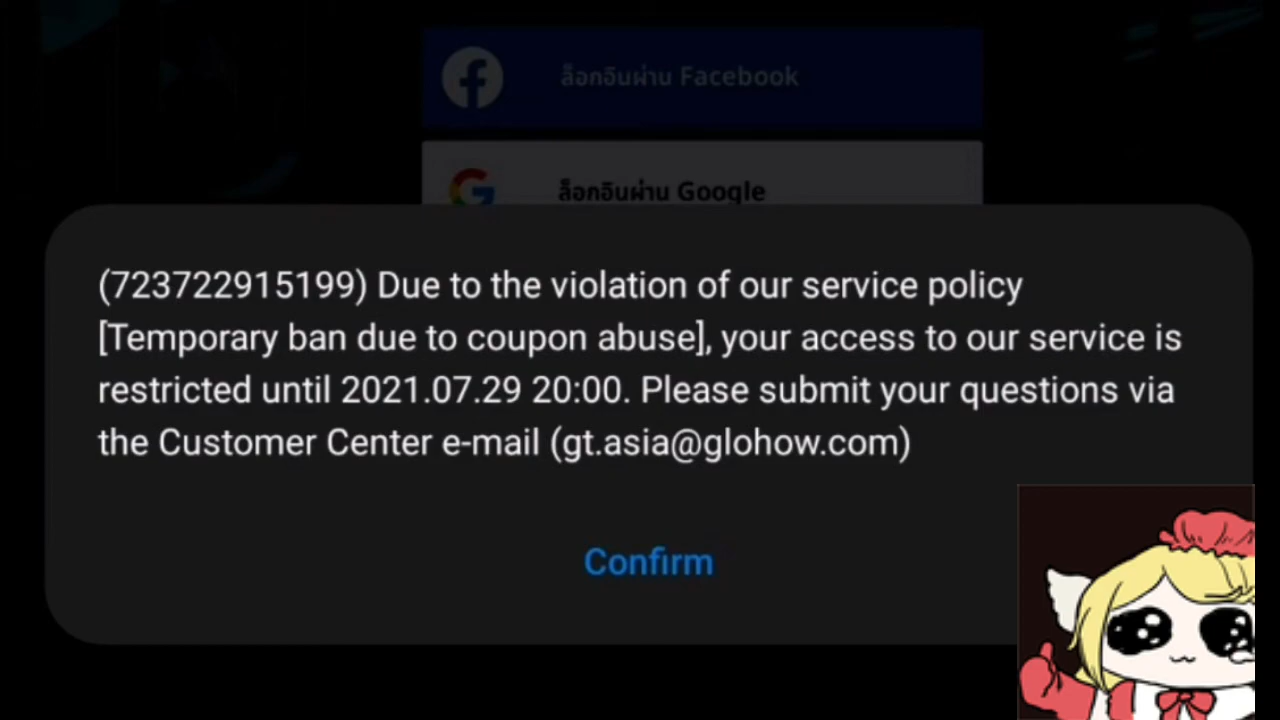 ล็อกอินผ่าน Facebook
ล็อกอินผ่าน Google
(723722915199) Due to the violation of our service policy
[Temporary ban due to coupon abuse], your access to our service is
restricted until 2021.07.29 20:00. Please submit your questions via
the Customer Center e-mail (gt.asia@glohow.com)
Confirm